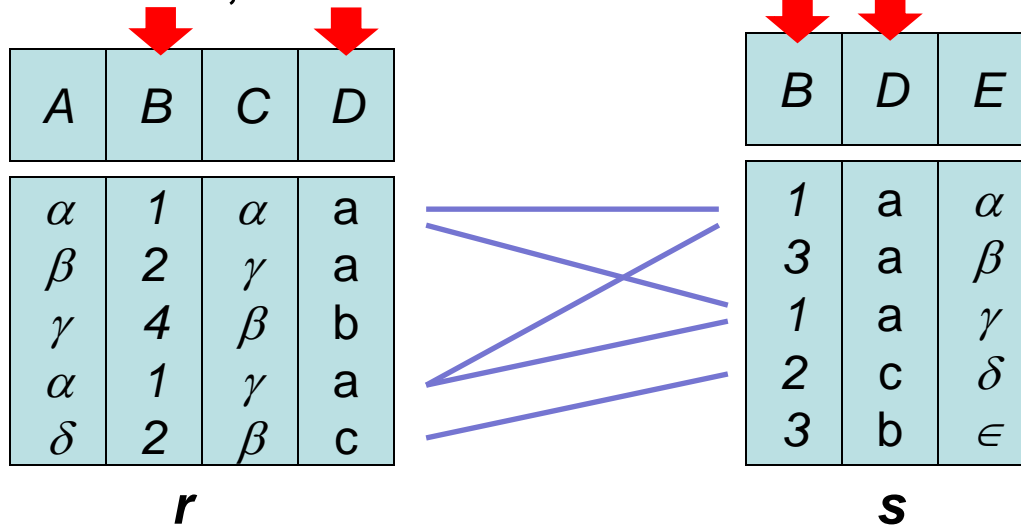 A B C D
α 1 α a
β 2 γ a
γ 4 β b
α 1 γ a
δ 2 β c
r
B D E
1 a α
3 a β
1 a γ
2 c δ
3 b ∈
s